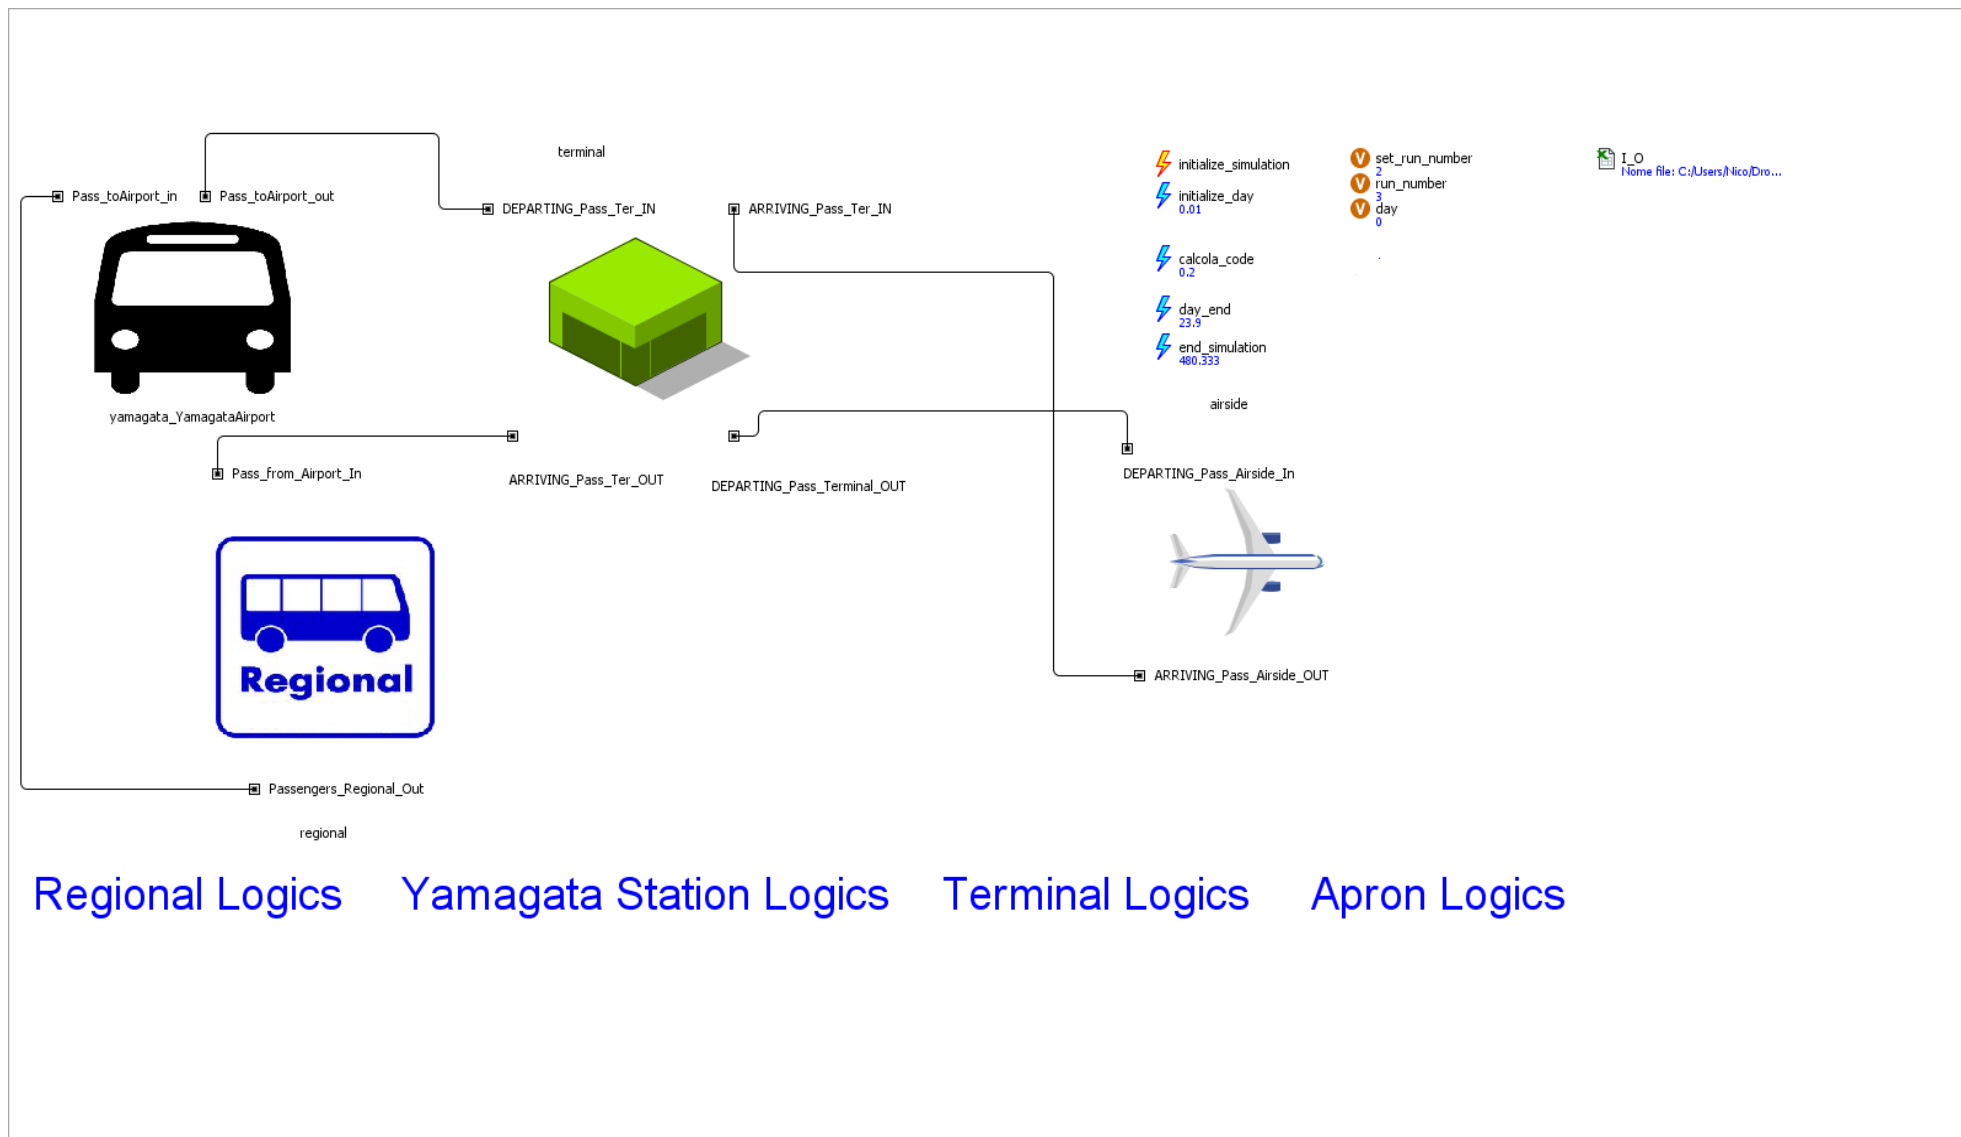 terminal
Pass_toAirport_in
Pass_toAirport_out
DEPARTING_Pass_Ter_IN
ARRIVING_Pass_Ter_IN
initialize_simulation
initialize_day
0.01
calcola_code
0.2
day_end
23.9
end_simulation
480.333
set_run_number
2
run_number
3
day
0
I_O
Nome file: C:/Users/Nico/Dro...
yamagata_YamagataAirport
airside
Pass_from_Airport_In
ARRIVING_Pass_Ter_OUT
DEPARTING_Pass_Terminal_OUT
DEPARTING_Pass_Airside_In
Regional
ARRIVING_Pass_Airside_OUT
Passengers_Regional_Out
regional
Regional Logics
Yamagata Station Logics
Terminal Logics
Apron Logics